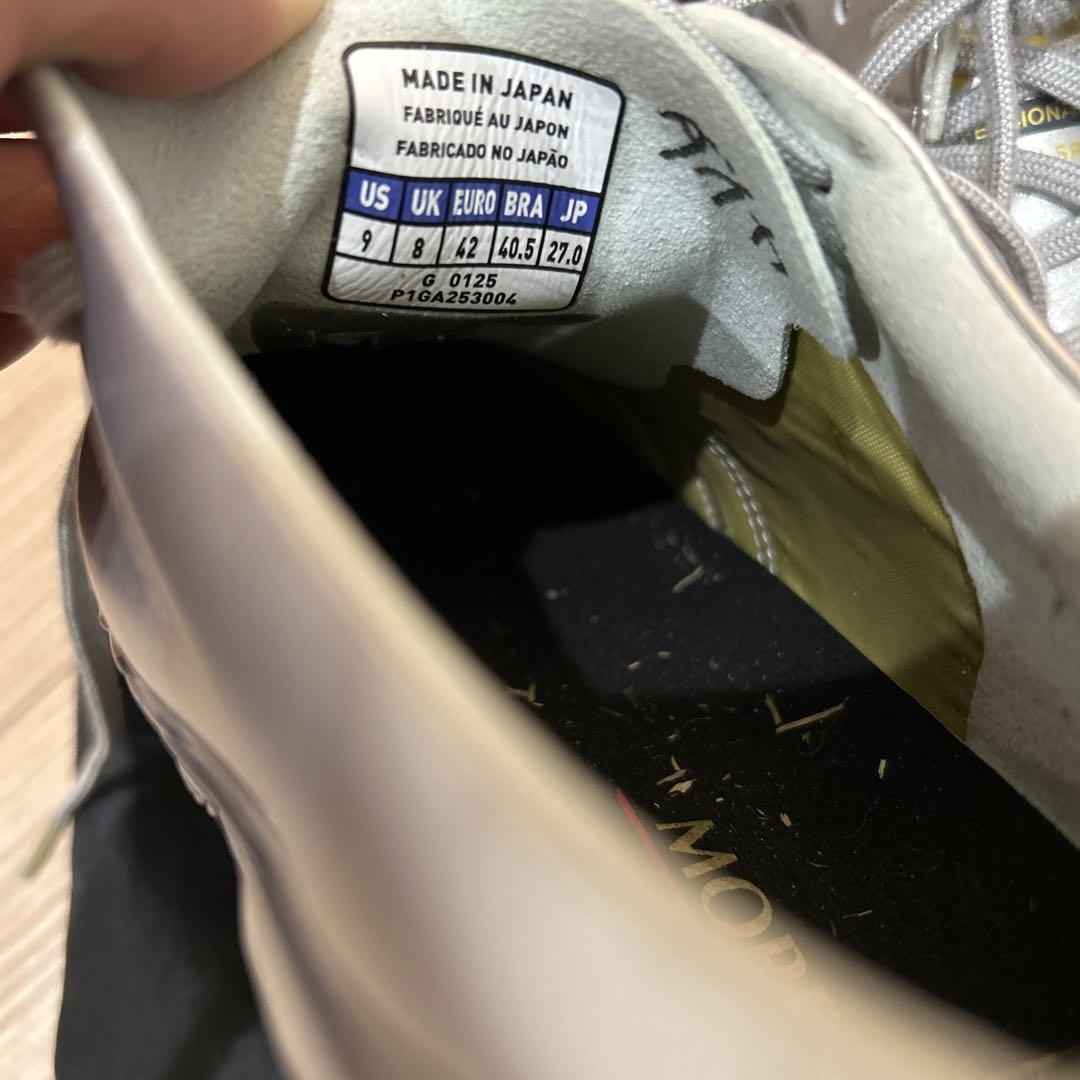 MADE IN JAPAN
FABRIQUÉ AU JAPON
FABRICADO NO JAPÃO
US UK EURO BRA JP
9 8 42 40.5 27.0
G 0125
P1GA253004